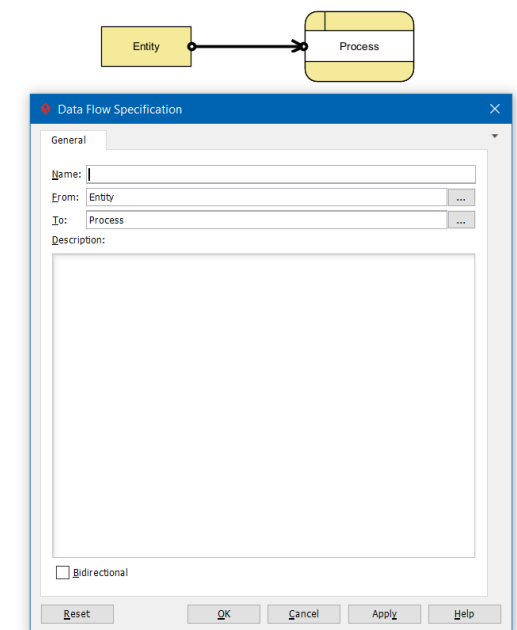 Entity
Process
Data Flow Specification
General
Name:
From: Entity ...
To: Process ...
Description:
Bidirectional
Reset OK Cancel Apply Help